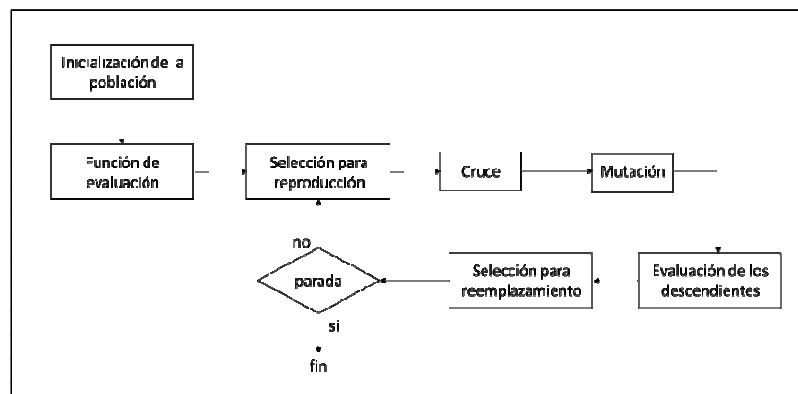 Inicialización de a
población
Función de
evaluación
Selección para
reproducción
Cruce
Mutación
no
parada
Selección para
reemplazamiento
Evaluación de los
descendientes
si
fin